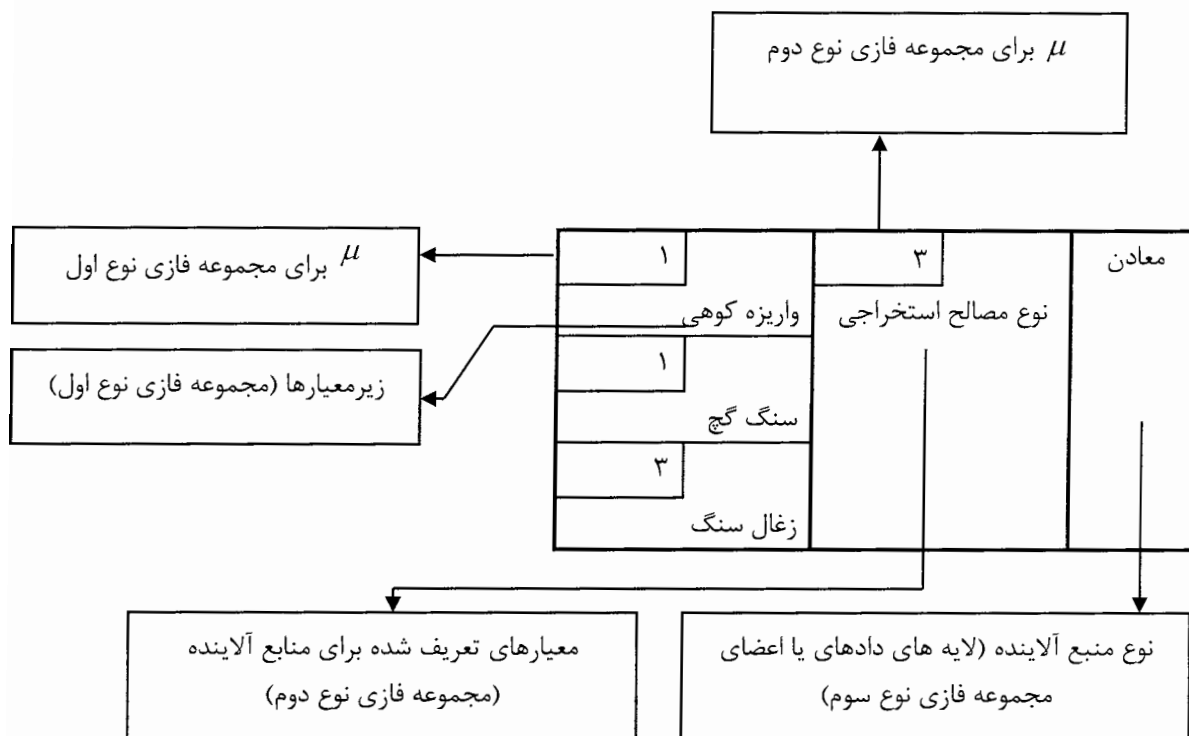 μ برای مجموعه فازی نوع دوم
معادن
۳
نوع مصالح استخراجی
۱
واریزه کوهی
۱
سنگ گچ
۳
زغال سنگ
μ برای مجموعه فازی نوع اول
زیرمعیارها (مجموعه فازی نوع اول)
نوع منبع آلاینده (لایه های دادهای یا اعضای
مجموعه فازی نوع سوم)
معیارهای تعریف شده برای منابع آلاینده
(مجموعه فازی نوع دوم)